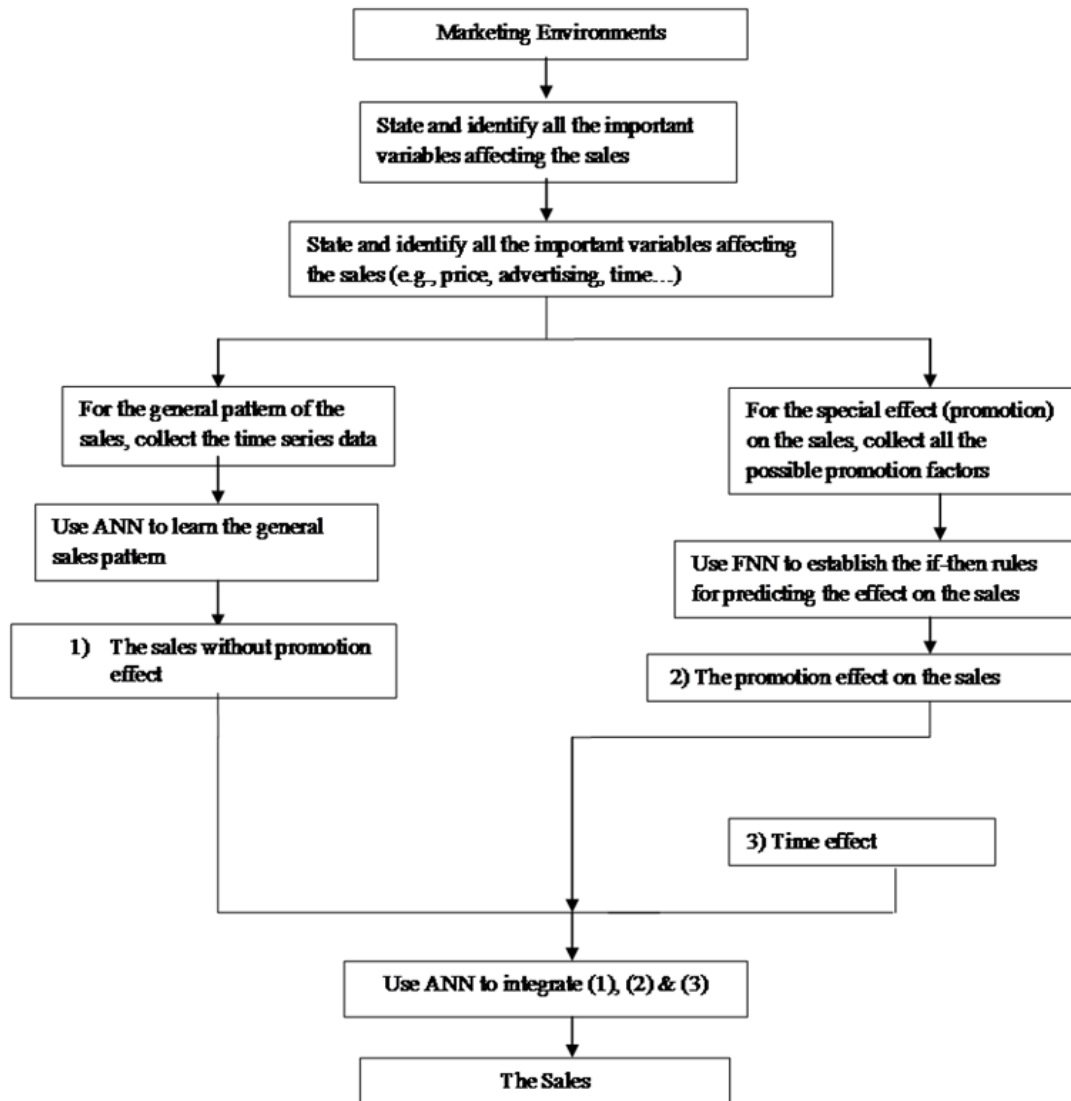 Marketing Environments
State and identify all the important
variables affecting the sales
State and identify all the important variables affecting
the sales (e.g., price, advertising, time…)
For the general pattern of the
sales, collect the time series data
Use ANN to learn the general
sales pattern
1) The sales without promotion
effect
For the special effect (promotion)
on the sales, collect all the
possible promotion factors
Use FNN to establish the if-then rules
for predicting the effect on the sales
2) The promotion effect on the sales
3) Time effect
Use ANN to integrate (1), (2) & (3)
The Sales